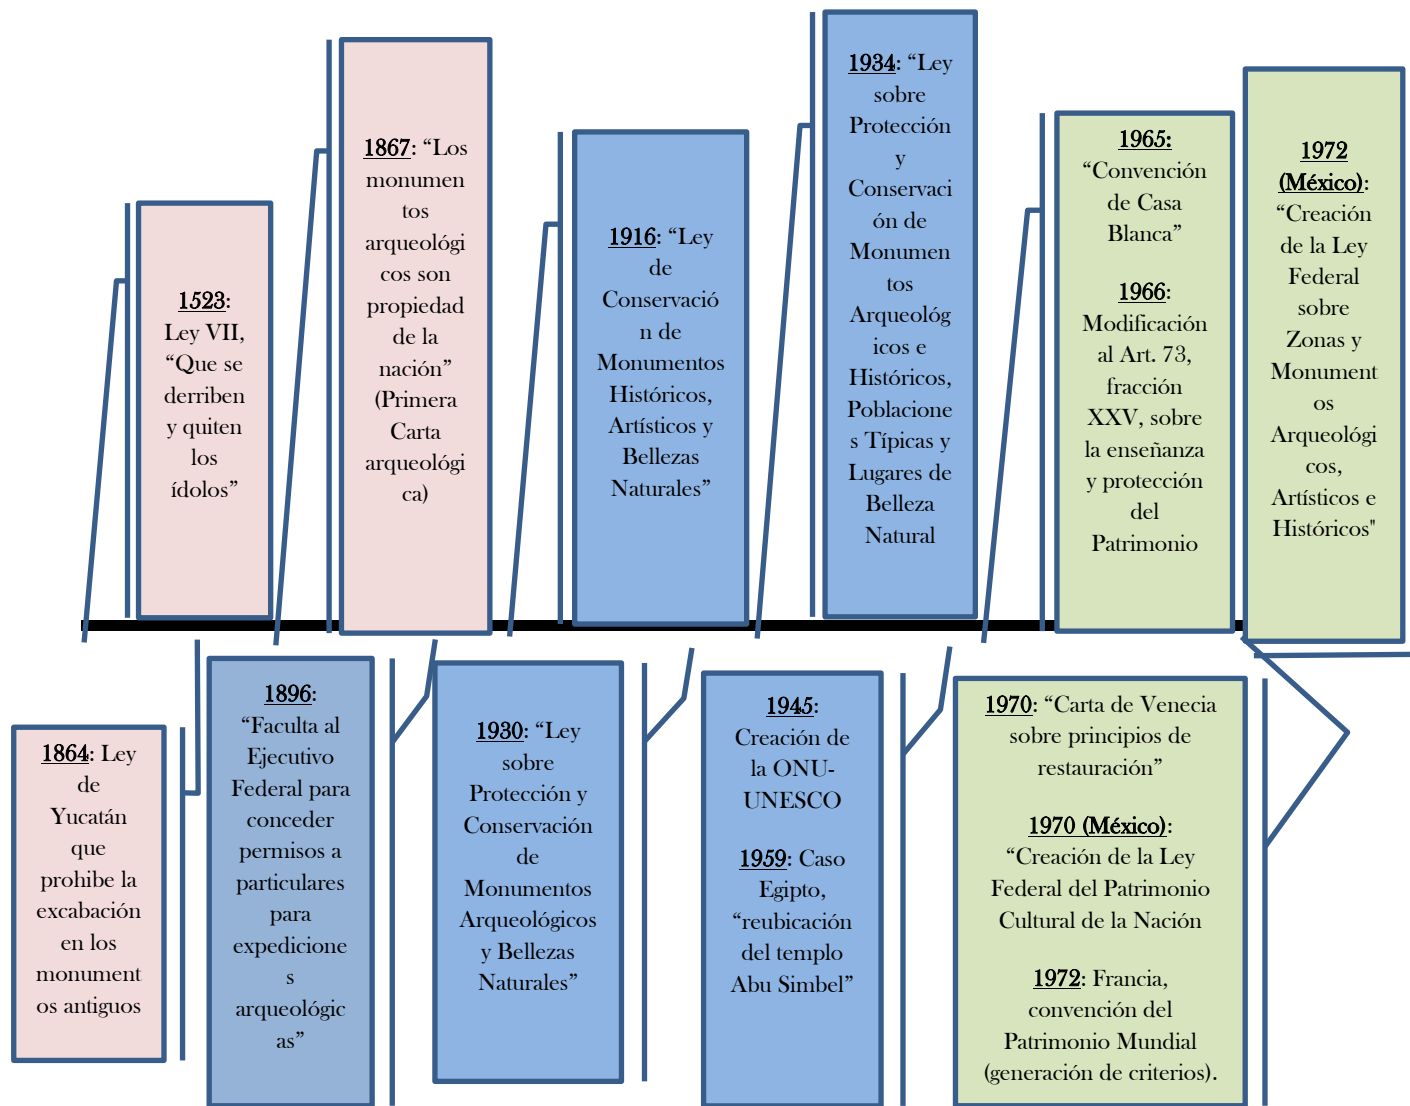 1523:
Ley VII,
“Que se
derriben
y quiten
los
ídolos”
1867: “Los
monumen
tos
arqueológi
cos son
propiedad
de la
nación”
(Primera
Carta
arqueológi
ca)
1916: “Ley
de
Conservació
n de
Monumentos
Históricos,
Artísticos y
Bellezas
Naturales”
1934: “Ley
sobre
Protección
y
Conservaci
ón de
Monumen
tos
Arqueológ
icos e
Históricos,
Poblacione
s Típicas y
Lugares de
Belleza
Natural
1965:
“Convención
de Casa
Blanca”
1966:
Modificación
al Art. 73,
fracción
XXV, sobre
la enseñanza
y protección
del
Patrimonio
1972
(México):
“Creación
de la Ley
Federal
sobre
Zonas y
Monument
os
Arqueológi
cos,
Artísticos e
Históricos"
1864: Ley
de
Yucatán
que
prohibe la
excabación
en los
monument
os antiguos
1896:
“Faculta al
Ejecutivo
Federal para
conceder
permisos a
particulares
para
expedicione
s
arqueológic
as”
1930: “Ley
sobre
Protección y
Conservación
de
Monumentos
Arqueológicos
y Bellezas
Naturales”
1945:
Creación de
la ONU-
UNESCO
1959: Caso
Egipto,
“reubicación
del templo
Abu Simbel”
1970: “Carta de Venecia
sobre principios de
restauración”
1970 (México):
“Creación de la Ley
Federal del Patrimonio
Cultural de la Nación
1972: Francia,
convención del
Patrimonio Mundial
(generación de criterios).